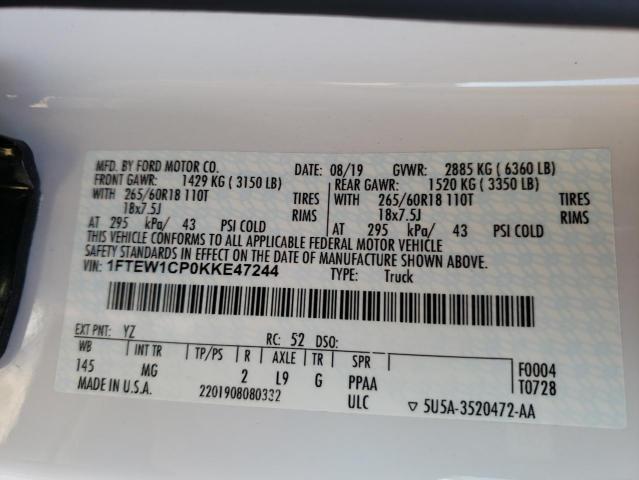 MFD. BY FORD MOTOR CO. DATE: 08/19 GVWR: 2885 KG ( 6360 LB)
FRONT GAWR: 1429 KG ( 3150 LB) REAR GAWR: 1520 KG ( 3350 LB)
WITH 265/60R18 110T TIRES WITH 265/60R18 110T TIRES
18x7.5J RIMS 18x7.5J RIMS
AT 295 kPa/ 43 PSI COLD AT 295 kPa/ 43 PSI COLD
THIS VEHICLE CONFORMS TO ALL APPLICABLE FEDERAL MOTOR VEHICLE
SAFETY STANDARDS IN EFFECT ON THE DATE OF MANUFACTURE SHOWN ABOVE.
VIN: 1FTEW1CP0KKE47244 TYPE: Truck
EXT PNT: YZ RC: 52 DSO:
WB INT TR TP/PS R AXLE TR SPR F0004
145 MG 2 L9 G PPAA T0728
MADE IN U.S.A. 2201908080332 ULC ▽ 5U5A-3520472-AA